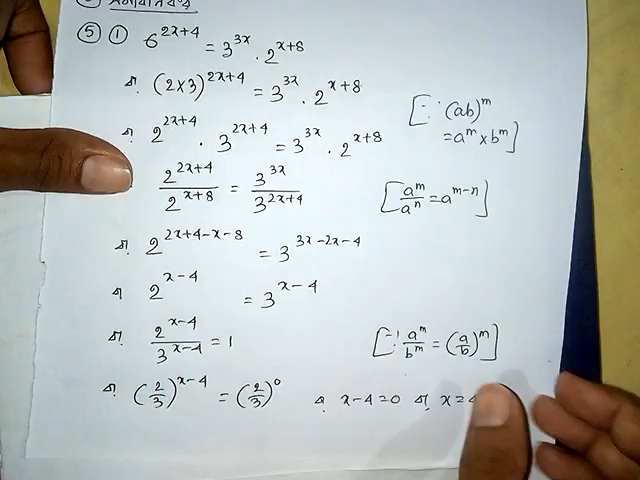 ⑤ ① 6^{2x+4} = 3^{3x} . 2^{x+8}
বা, (2×3)^{2x+4} = 3^{3x} . 2^{x+8} [∵ (ab)^m
বা, 2^{2x+4} . 3^{2x+4} = 3^{3x} . 2^{x+8} = a^m × b^m]
2^{2x+4}/2^{x+8} = 3^{3x}/3^{2x+4} [a^m/a^n = a^{m-n}]
বা, 2^{2x+4-x-8} = 3^{3x-2x-4}
বা 2^{x-4} = 3^{x-4}
বা, 2^{x-4}/3^{x-4} = 1 [∵ a^m/b^m = (a/b)^m]
বা, (2/3)^{x-4} = (2/3)^0 বা, x-4=0 বা, x=